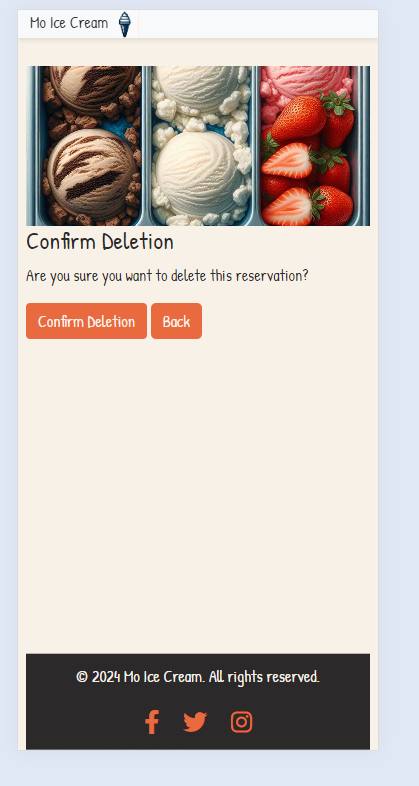 Mo Ice Cream
Confirm Deletion
Are you sure you want to delete this reservation?
Confirm Deletion Back
© 2024 Mo Ice Cream. All rights reserved.